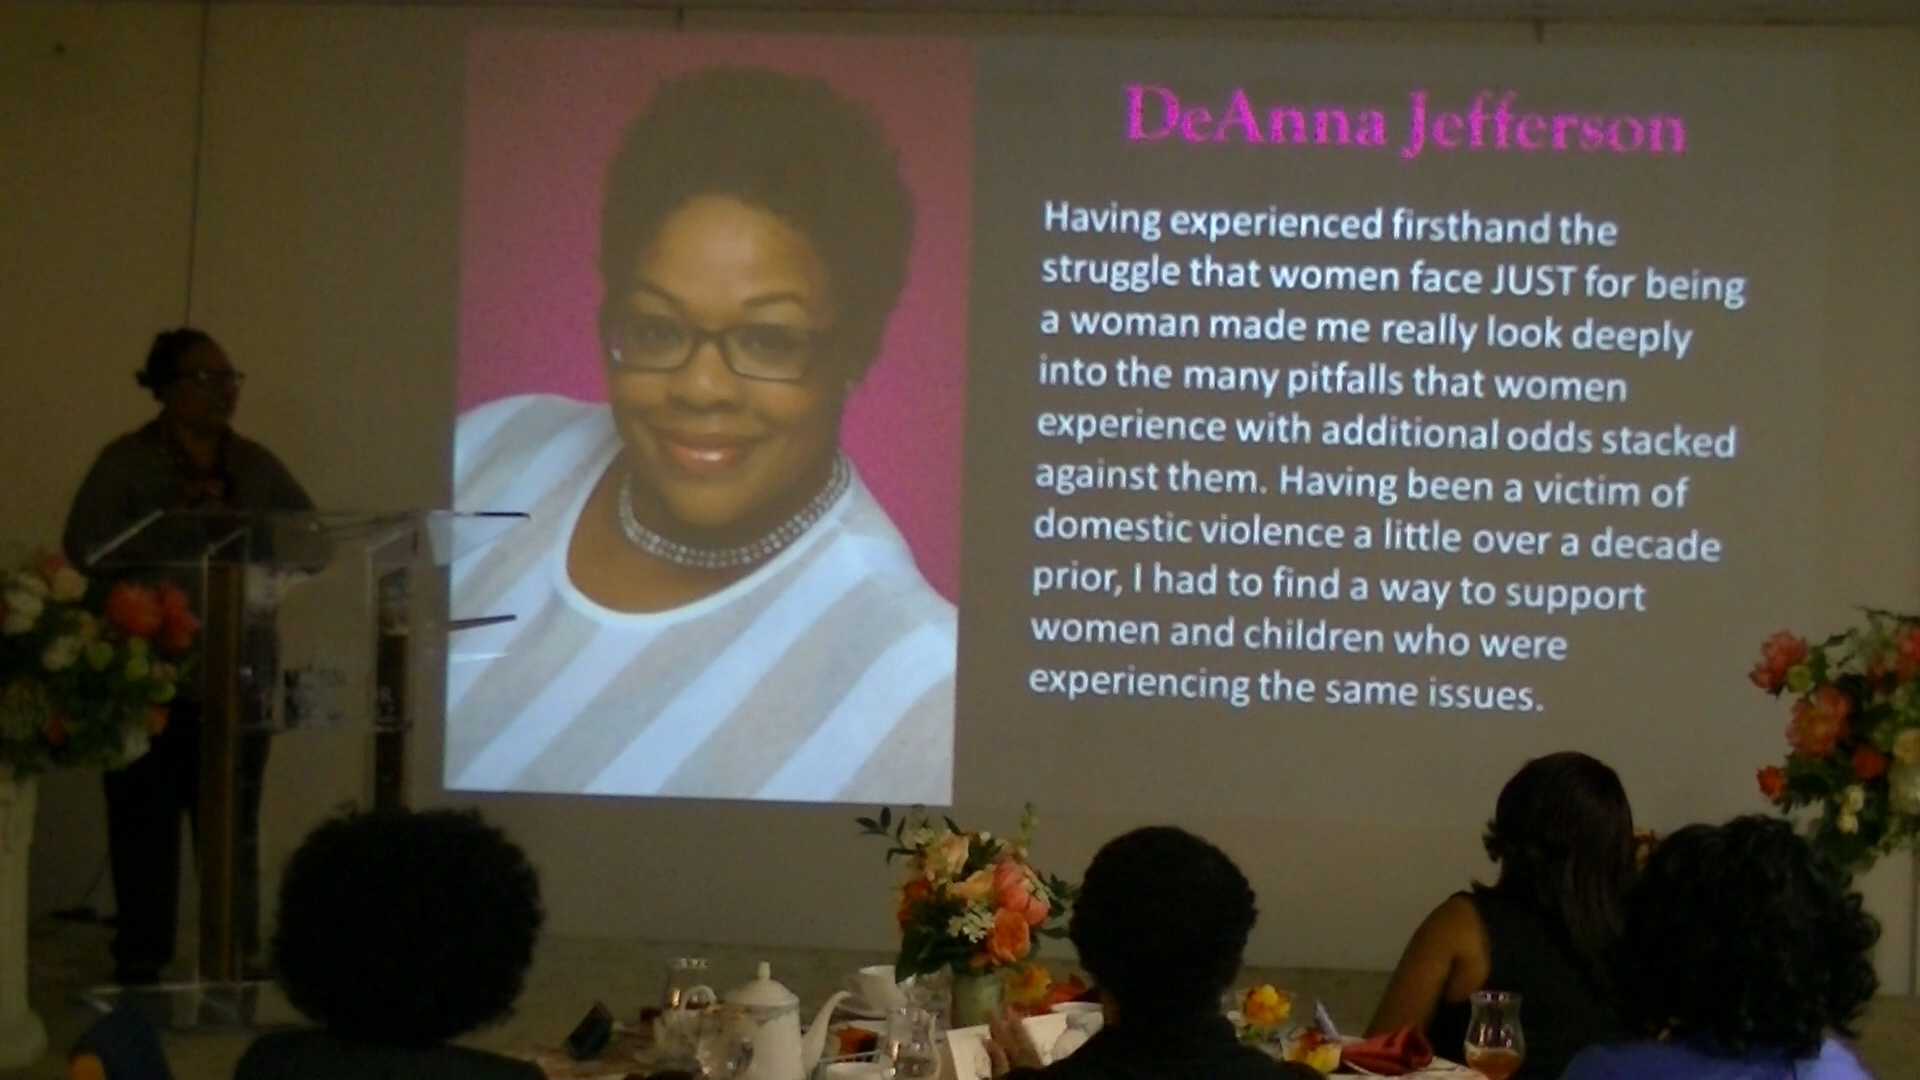 DeAnna Jefferson
Having experienced firsthand the
struggle that women face JUST for being
a woman made me really look deeply
into the many pitfalls that women
experience with additional odds stacked
against them. Having been a victim of
domestic violence a little over a decade
prior, I had to find a way to support
women and children who were
experiencing the same issues.